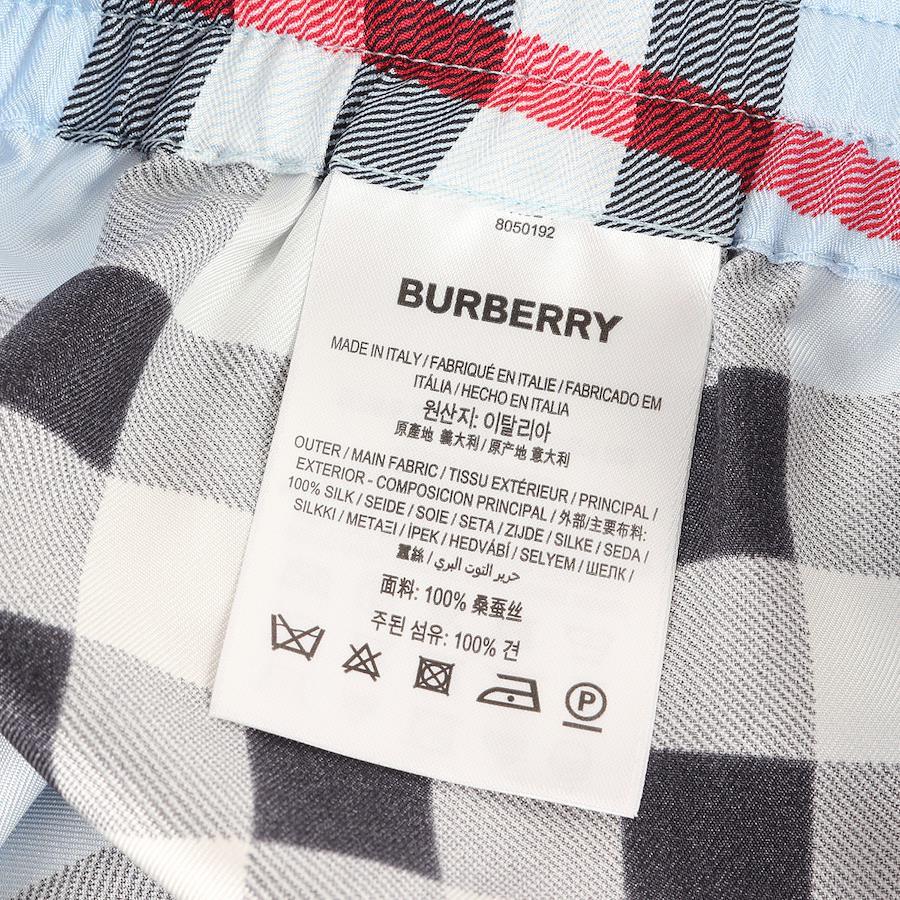 8050192
BURBERRY
MADE IN ITALY / FABRIQUÉ EN ITALIE / FABRICADO EM
ITÁLIA / HECHO EN ITALIA
원산지: 이탈리아
原產地 義大利 / 原产地 意大利
OUTER / MAIN FABRIC / TISSU EXTÉRIEUR / PRINCIPAL /
EXTERIOR - COMPOSICION PRINCIPAL / 外部/主要布料:
100% SILK / SEIDE / SOIE / SETA / ZIJDE / SILKE / SEDA /
SILKKI / ΜΕΤΑΞΙ / İPEK / HEDVÁBÍ / SELYEM / ШЕЛК /
蠶絲 / حرير التوت البري
面料: 100% 桑蚕丝
주된 섬유: 100% 견
P